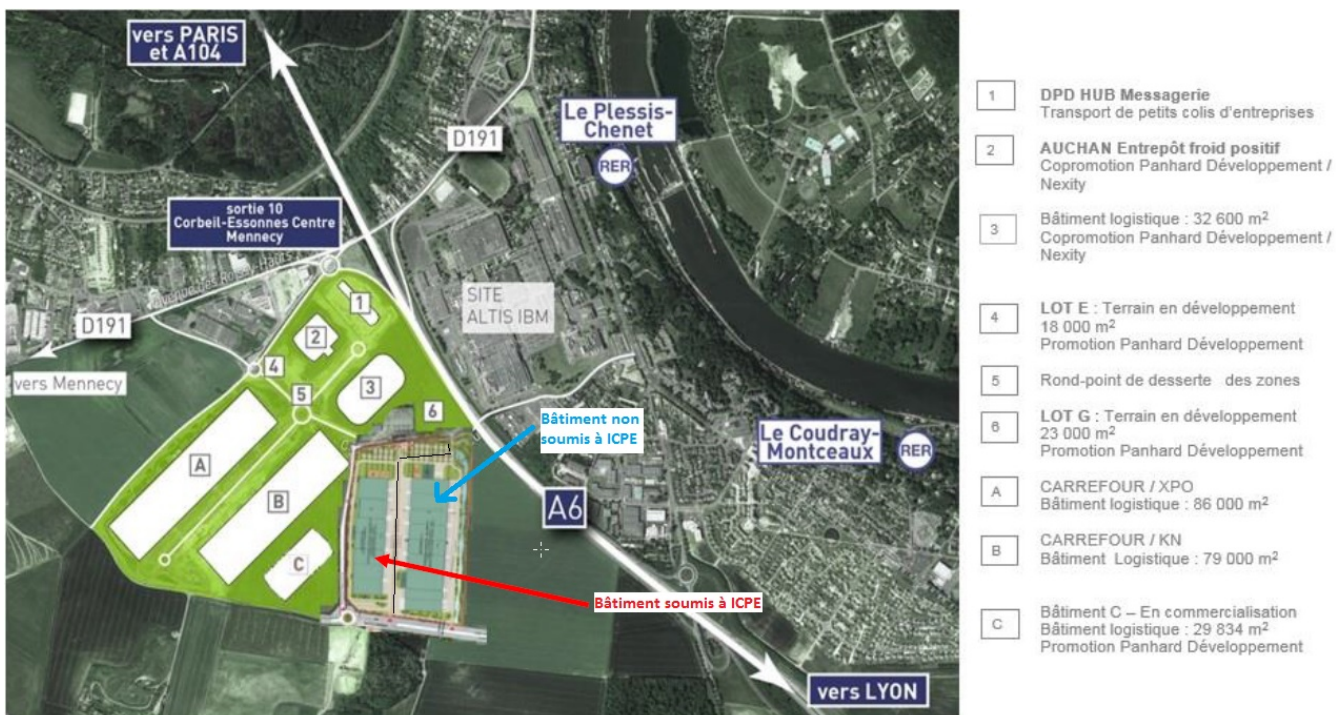 vers PARIS
et A104
D191
Le Plessis-
Chenet
RER
sortie 10
Corbeil-Essonnes Centre
Mennecy
SITE
ALTIS IBM
D191
vers Mennecy
1
2
3
4
5
6
A
B
C
Bâtiment non
soumis à ICPE
Le Coudray-
Montceaux
RER
A6
Bâtiment soumis à ICPE
vers LYON
1
DPD HUB Messagerie
Transport de petits colis d'entreprises
2
AUCHAN Entrepôt froid positif
Copromotion Panhard Développement /
Nexity
3
Bâtiment logistique : 32 600 m²
Copromotion Panhard Développement /
Nexity
4
LOT E : Terrain en développement
18 000 m²
Promotion Panhard Développement
5
Rond-point de desserte des zones
6
LOT G : Terrain en développement
23 000 m²
Promotion Panhard Développement
A
CARREFOUR / XPO
Bâtiment logistique : 86 000 m²
B
CARREFOUR / KN
Bâtiment Logistique : 79 000 m²
C
Bâtiment C – En commercialisation
Bâtiment logistique : 29 834 m²
Promotion Panhard Développement